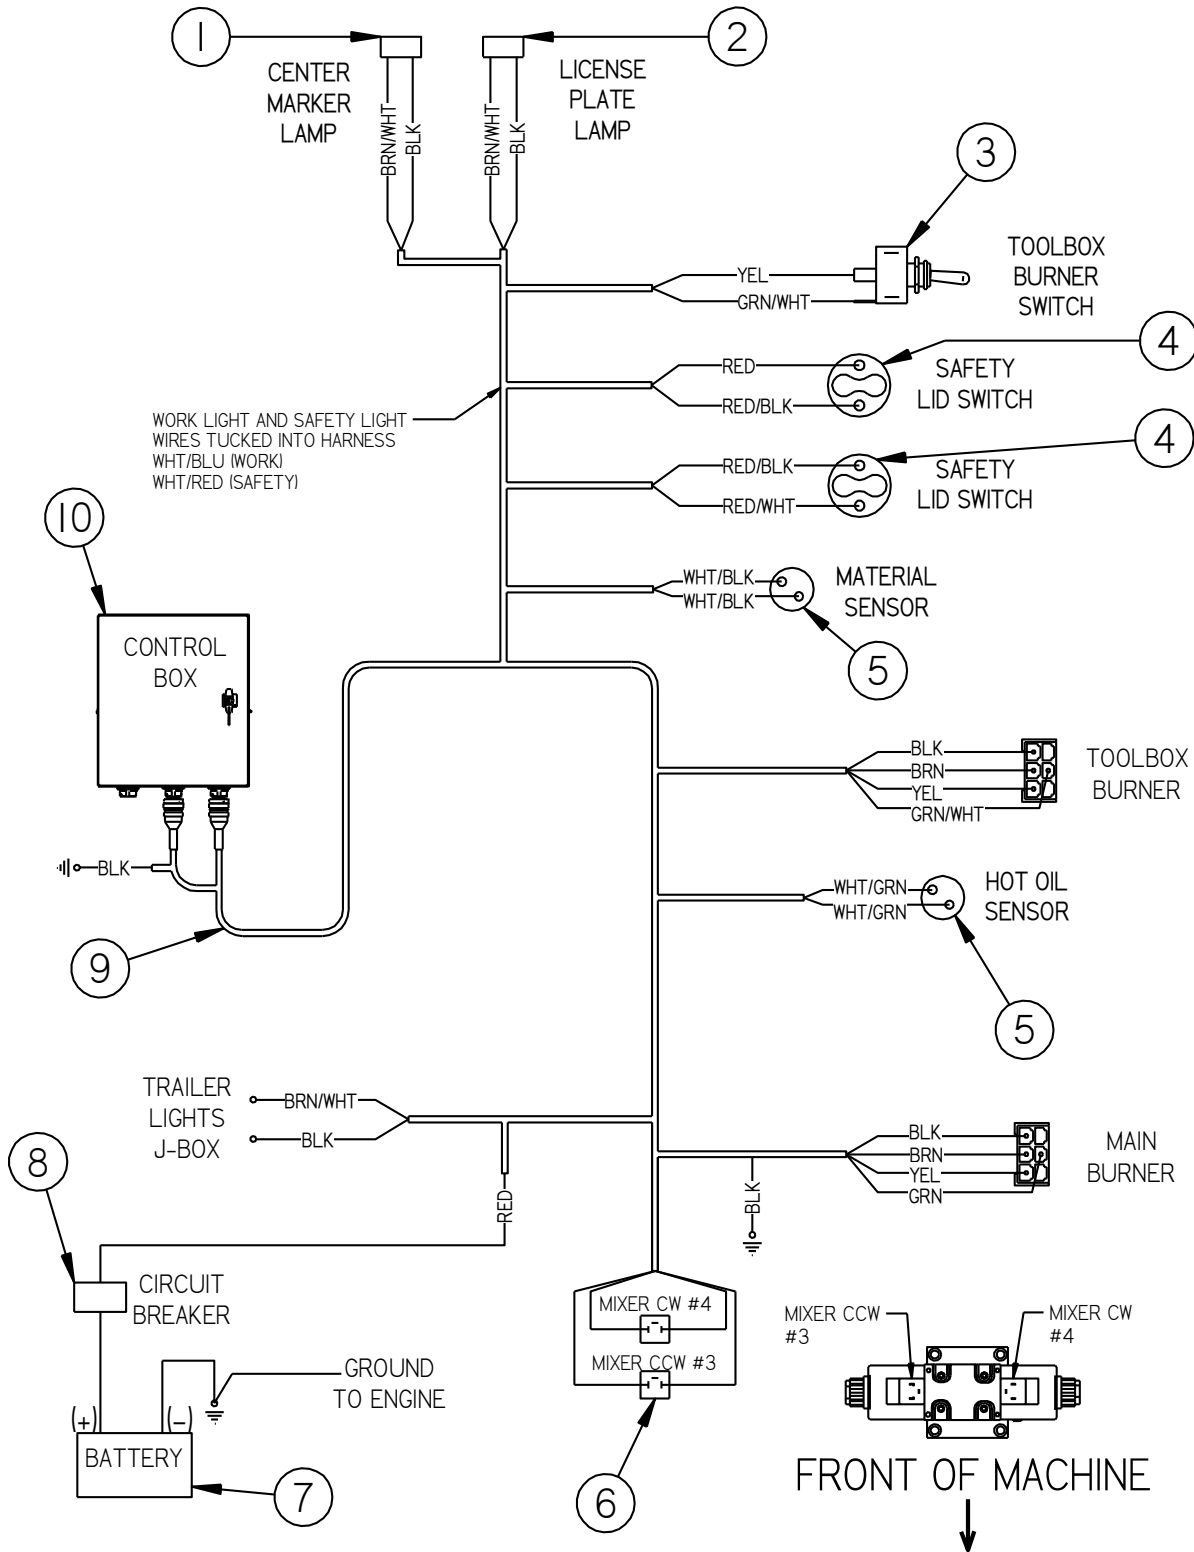 1
2
CENTER
MARKER
LAMP
LICENSE
PLATE
LAMP
BRN/WHT
BLK
BRN/WHT
BLK
3
YEL
GRN/WHT
TOOLBOX
BURNER
SWITCH
4
RED
RED/BLK
SAFETY
LID SWITCH
WORK LIGHT AND SAFETY LIGHT
WIRES TUCKED INTO HARNESS
WHT/BLU (WORK)
WHT/RED (SAFETY)
4
RED/BLK
RED/WHT
SAFETY
LID SWITCH
10
WHT/BLK
WHT/BLK
MATERIAL
SENSOR
5
CONTROL
BOX
BLK
BRN
YEL
GRN/WHT
TOOLBOX
BURNER
BLK
WHT/GRN
WHT/GRN
HOT OIL
SENSOR
9
5
TRAILER
LIGHTS
J-BOX
BRN/WHT
BLK
BLK
BRN
YEL
GRN
MAIN
BURNER
8
RED
BLK
CIRCUIT
BREAKER
MIXER CW #4
MIXER CCW #3
MIXER CCW
#3
MIXER CW
#4
GROUND
TO ENGINE
(+)
(-)
BATTERY
7
6
FRONT OF MACHINE